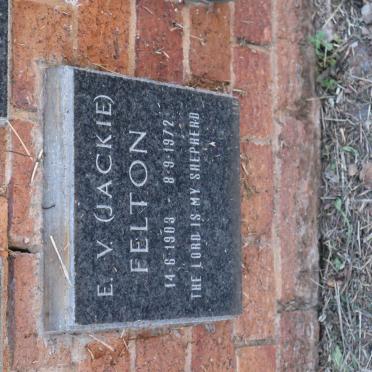 E. V. (JACKIE)
FELTON
14·6·1903 - 8·9·1972
THE LORD IS MY SHEPHERD